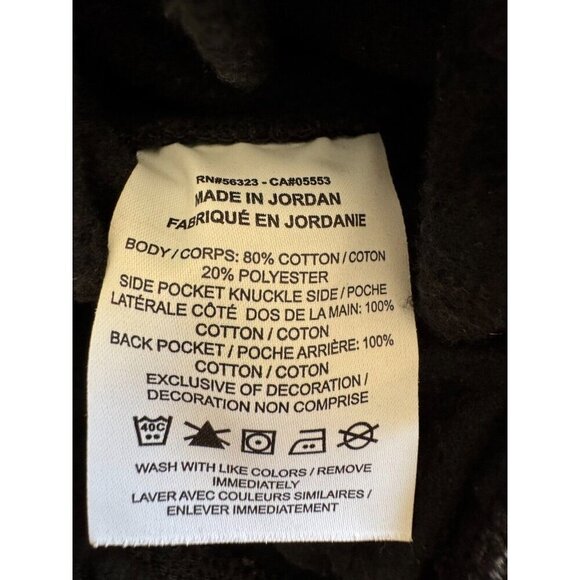 RN#56323 - CA#05553
MADE IN JORDAN
FABRIQUÉ EN JORDANIE
BODY / CORPS: 80% COTTON / COTON
20% POLYESTER
SIDE POCKET KNUCKLE SIDE / POCHE
LATÉRALE CÔTÉ DOS DE LA MAIN: 100%
COTTON / COTON
BACK POCKET / POCHE ARRIÈRE: 100%
COTTON / COTON
EXCLUSIVE OF DECORATION /
DECORATION NON COMPRISE
40C
WASH WITH LIKE COLORS / REMOVE
IMMEDIATELY
LAVER AVEC COULEURS SIMILAIRES /
ENLEVER IMMEDIATEMENT